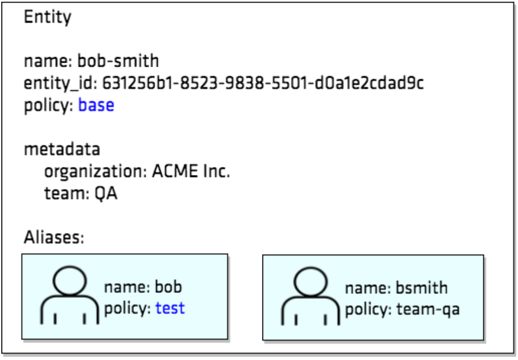 Entity
name: bob-smith
entity_id: 631256b1-8523-9838-5501-d0a1e2cdad9c
policy: base
metadata
organization: ACME Inc.
team: QA
Aliases:
name: bob
policy: test
name: bsmith
policy: team-qa